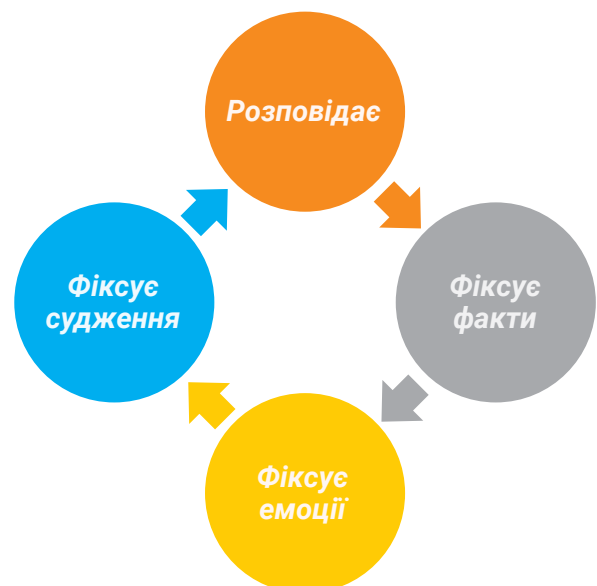 Розповідає
Фіксує
судження
Фіксує
факти
Фіксує
емоції